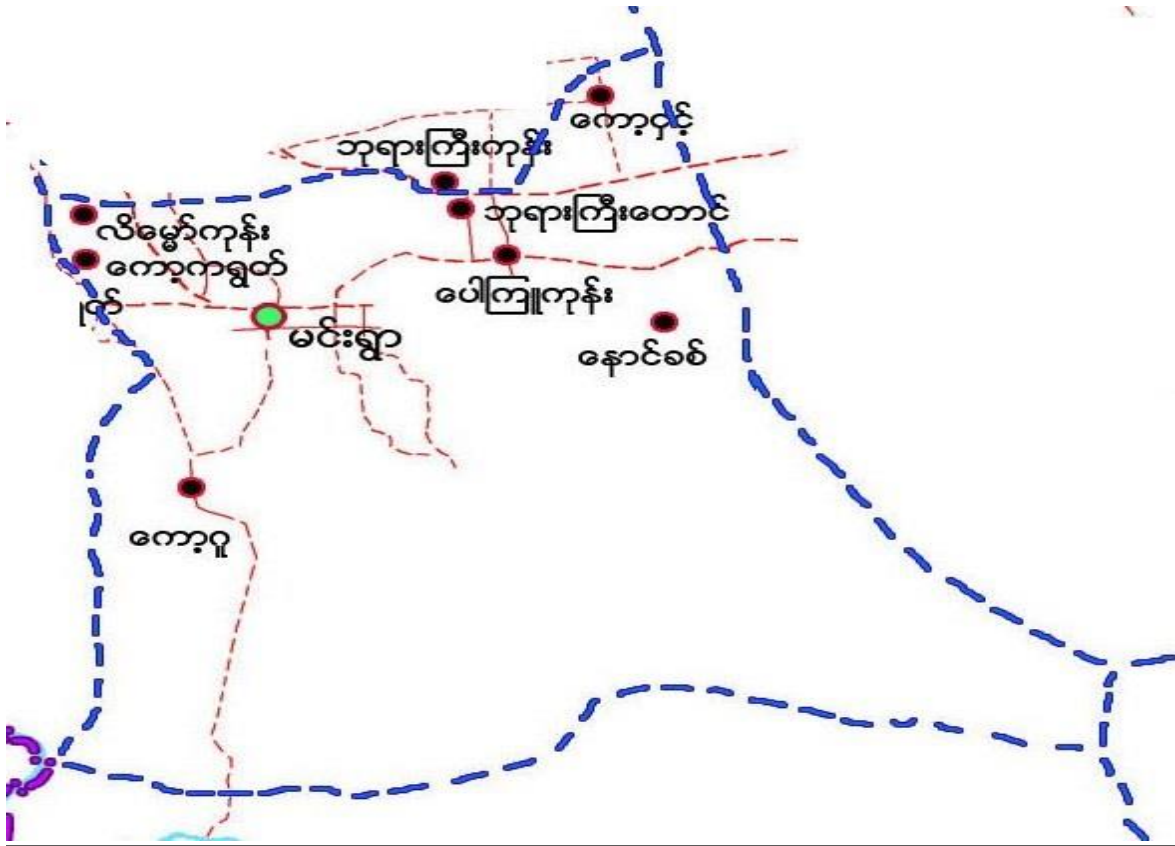 ကော့ငှင့်
ဘုရားကြီးကုန်း
ဘုရားကြီးတောင်
လိမ္မော်ကုန်း
ကော့ကရွတ်
ပေါကြူကုန်း
မင်းရွာ
နောင်ခစ်
ကော့ဂူ